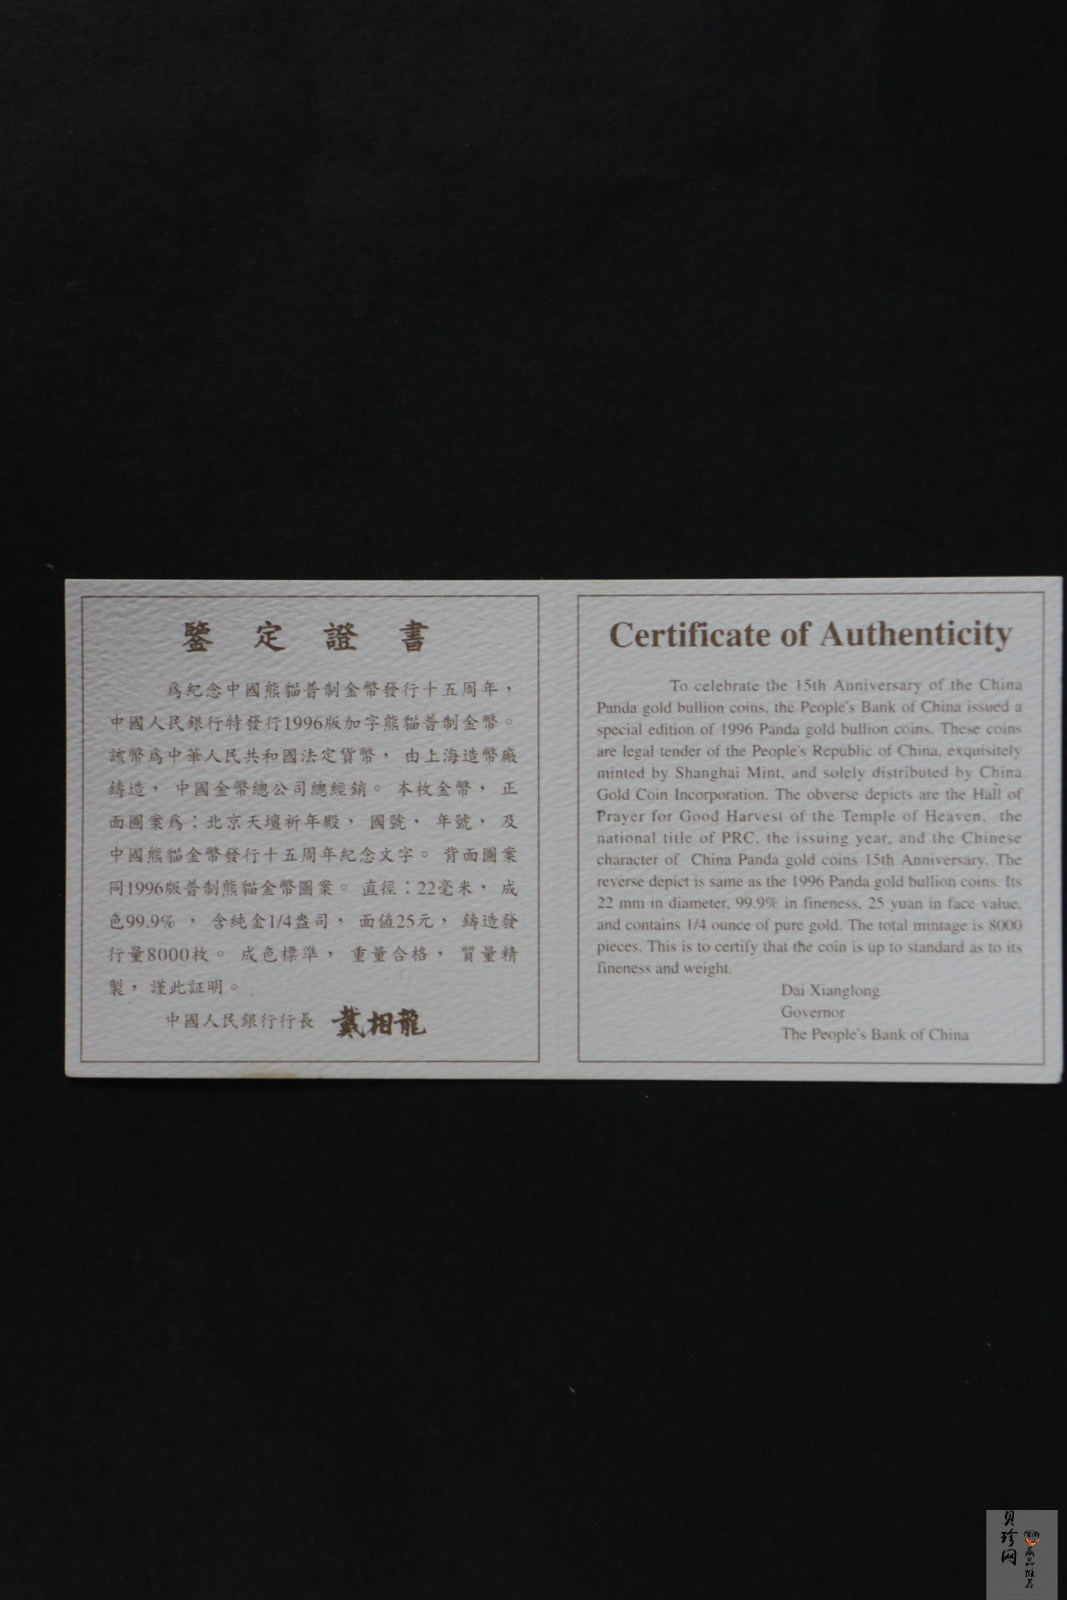 鑒定證書
爲紀念中國熊貓普制金幣發行十五周年，
中國人民銀行特發行1996版加字熊貓普制金幣。
該幣爲中華人民共和國法定貨幣，由上海造幣廠
鑄造，中國金幣總公司總經銷。本枚金幣，正
面圖案爲：北京天壇祈年殿，國號，年號，及
中國熊貓金幣發行十五周年紀念文字。背面圖案
同1996版普制熊貓金幣圖案。直徑：22毫米，成
色99.9%，含純金1/4盎司，面值25元，鑄造發
行量8000枚。成色標準，重量合格，質量精
製，謹此証明。
中國人民銀行行長 戴相龍
Certificate of Authenticity
To celebrate the 15th Anniversary of the China
Panda gold bullion coins, the People's Bank of China issued a
special edition of 1996 Panda gold bullion coins. These coins
are legal tender of the People's Republic of China, exquisitely
minted by Shanghai Mint, and solely distributed by China
Gold Coin Incorporation. The obverse depicts are the Hall of
Prayer for Good Harvest of the Temple of Heaven, the
national title of PRC, the issuing year, and the Chinese
character of China Panda gold coins 15th Anniversary. The
reverse depict is same as the 1996 Panda gold bullion coins. Its
22 mm in diameter, 99.9% in fineness, 25 yuan in face value,
and contains 1/4 ounce of pure gold. The total mintage is 8000
pieces. This is to certify that the coin is up to standard as to its
fineness and weight.
Dai Xianglong
Governor
The People's Bank of China
贝珍网
藏品推荐